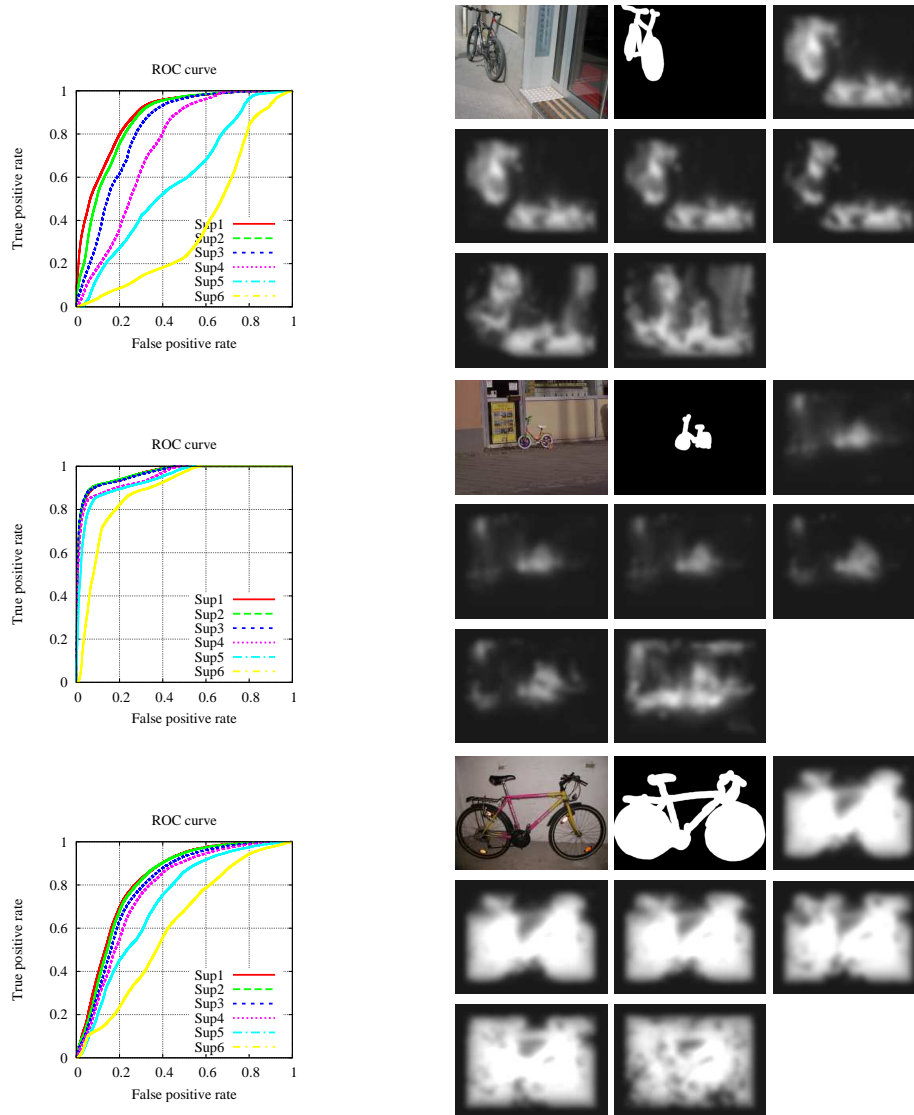 ROC curve
True positive rate
1
0.8
0.6
0.4
0.2
0
Sup1
Sup2
Sup3
Sup4
Sup5
Sup6
0 0.2 0.4 0.6 0.8 1
False positive rate
ROC curve
True positive rate
1
0.8
0.6
0.4
0.2
0
Sup1
Sup2
Sup3
Sup4
Sup5
Sup6
0 0.2 0.4 0.6 0.8 1
False positive rate
ROC curve
True positive rate
1
0.8
0.6
0.4
0.2
0
Sup1
Sup2
Sup3
Sup4
Sup5
Sup6
0 0.2 0.4 0.6 0.8 1
False positive rate